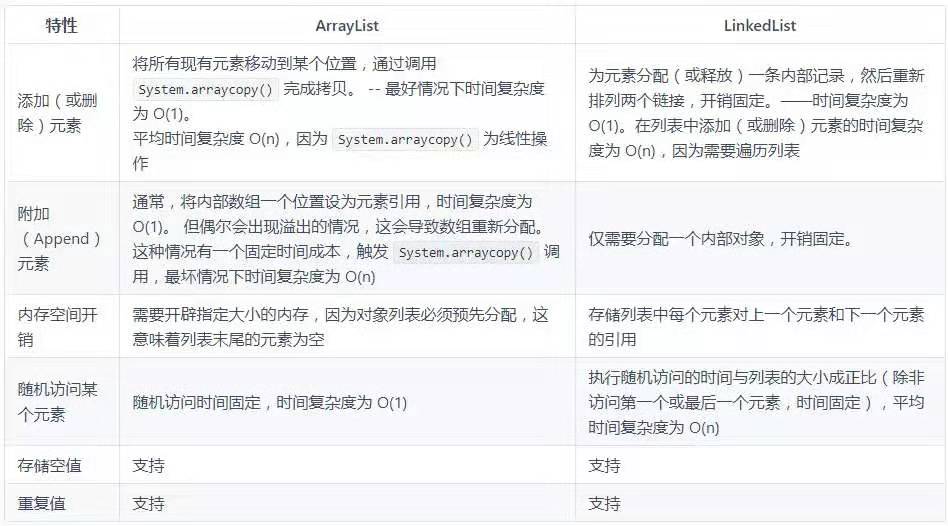 特性
ArrayList
LinkedList
添加（或删
除）元素
将所有现有元素移动到某个位置，通过调用
System.arraycopy() 完成拷贝。 -- 最好情况下时间复杂度
为 O(1)。
平均时间复杂度 O(n)，因为 System.arraycopy() 为线性操
作
为元素分配（或释放）一条内部记录，然后重新
排列两个链接，开销固定。——时间复杂度为
O(1)。在列表中添加（或删除）元素的时间复杂
度为 O(n)，因为需要遍历列表
附加
（Append）
元素
通常，将内部数组一个位置设为元素引用，时间复杂度为
O(1)。 但偶尔会出现溢出的情况，这会导致数组重新分配。
这种情况有一个固定时间成本，触发 System.arraycopy() 调
用，最坏情况下时间复杂度为 O(n)
仅需要分配一个内部对象，开销固定。
内存空间开
销
需要开辟指定大小的内存，因为对象列表必须预先分配，这
意味着列表末尾的元素为空
存储列表中每个元素对上一个元素和下一个元素
的引用
随机访问某
个元素
随机访问时间固定，时间复杂度为 O(1)
执行随机访问的时间与列表的大小成正比（除非
访问第一个或最后一个元素，时间固定），平均
时间复杂度为 O(n)
存储空值
支持
支持
重复值
支持
支持